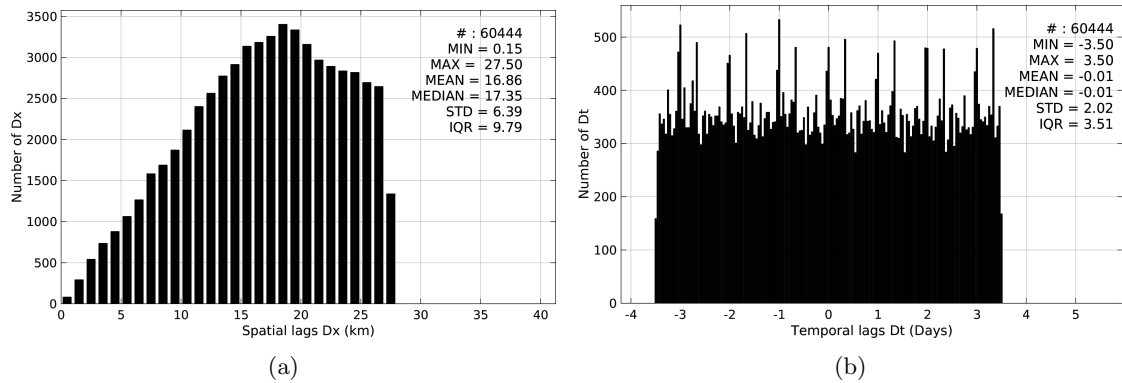 3500
3000
2500
2000
1500
1000
500
0
Number of Dx
# : 60444
MIN = 0.15
MAX = 27.50
MEAN = 16.86
MEDIAN = 17.35
STD = 6.39
IQR = 9.79
0 5 10 15 20 25 30 35 40
Spatial lags Dx (km)
(a)
500
400
300
200
100
0
Number of Dt
# : 60444
MIN = -3.50
MAX = 3.50
MEAN = -0.01
MEDIAN = -0.01
STD = 2.02
IQR = 3.51
-4 -3 -2 -1 0 1 2 3 4 5
Temporal lags Dt (Days)
(b)